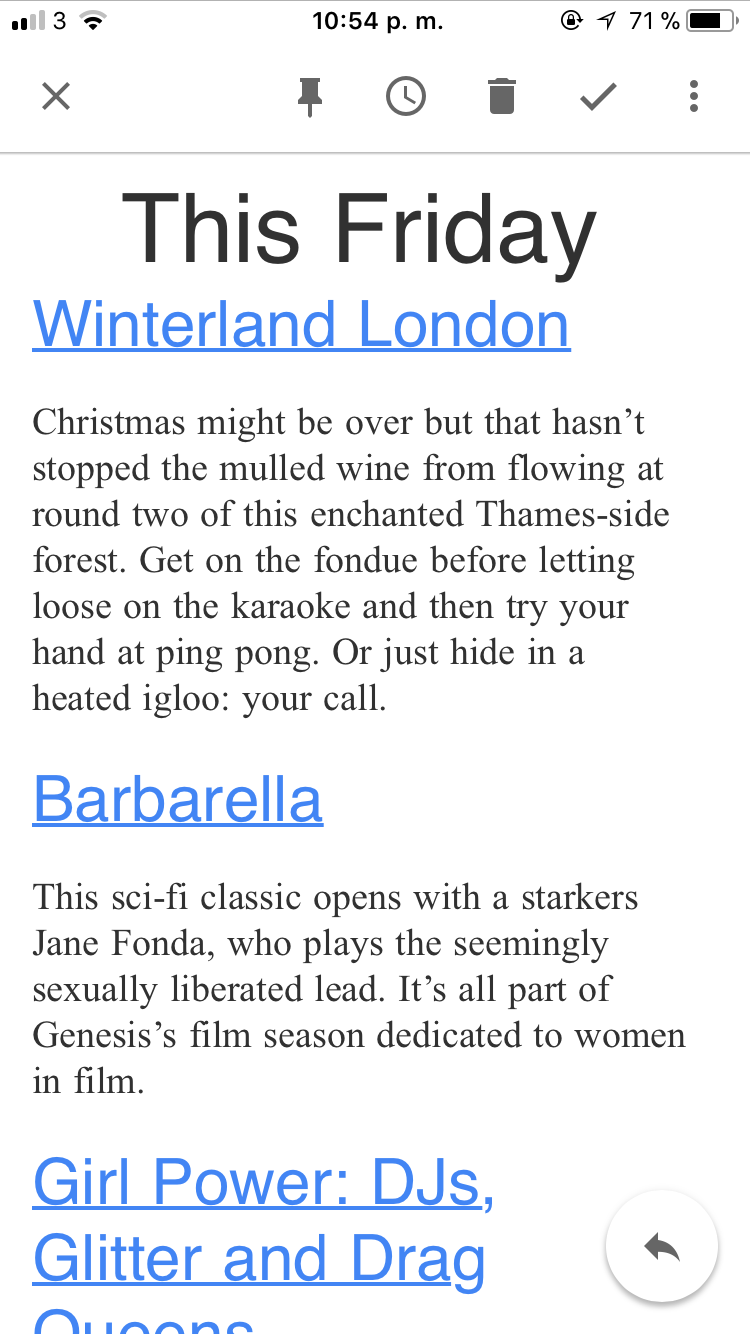 3 10:54 p. m. 71 %
This Friday
Winterland London
Christmas might be over but that hasn’t
stopped the mulled wine from flowing at
round two of this enchanted Thames-side
forest. Get on the fondue before letting
loose on the karaoke and then try your
hand at ping pong. Or just hide in a
heated igloo: your call.
Barbarella
This sci-fi classic opens with a starkers
Jane Fonda, who plays the seemingly
sexually liberated lead. It’s all part of
Genesis’s film season dedicated to women
in film.
Girl Power: DJs,
Glitter and Drag
Queens